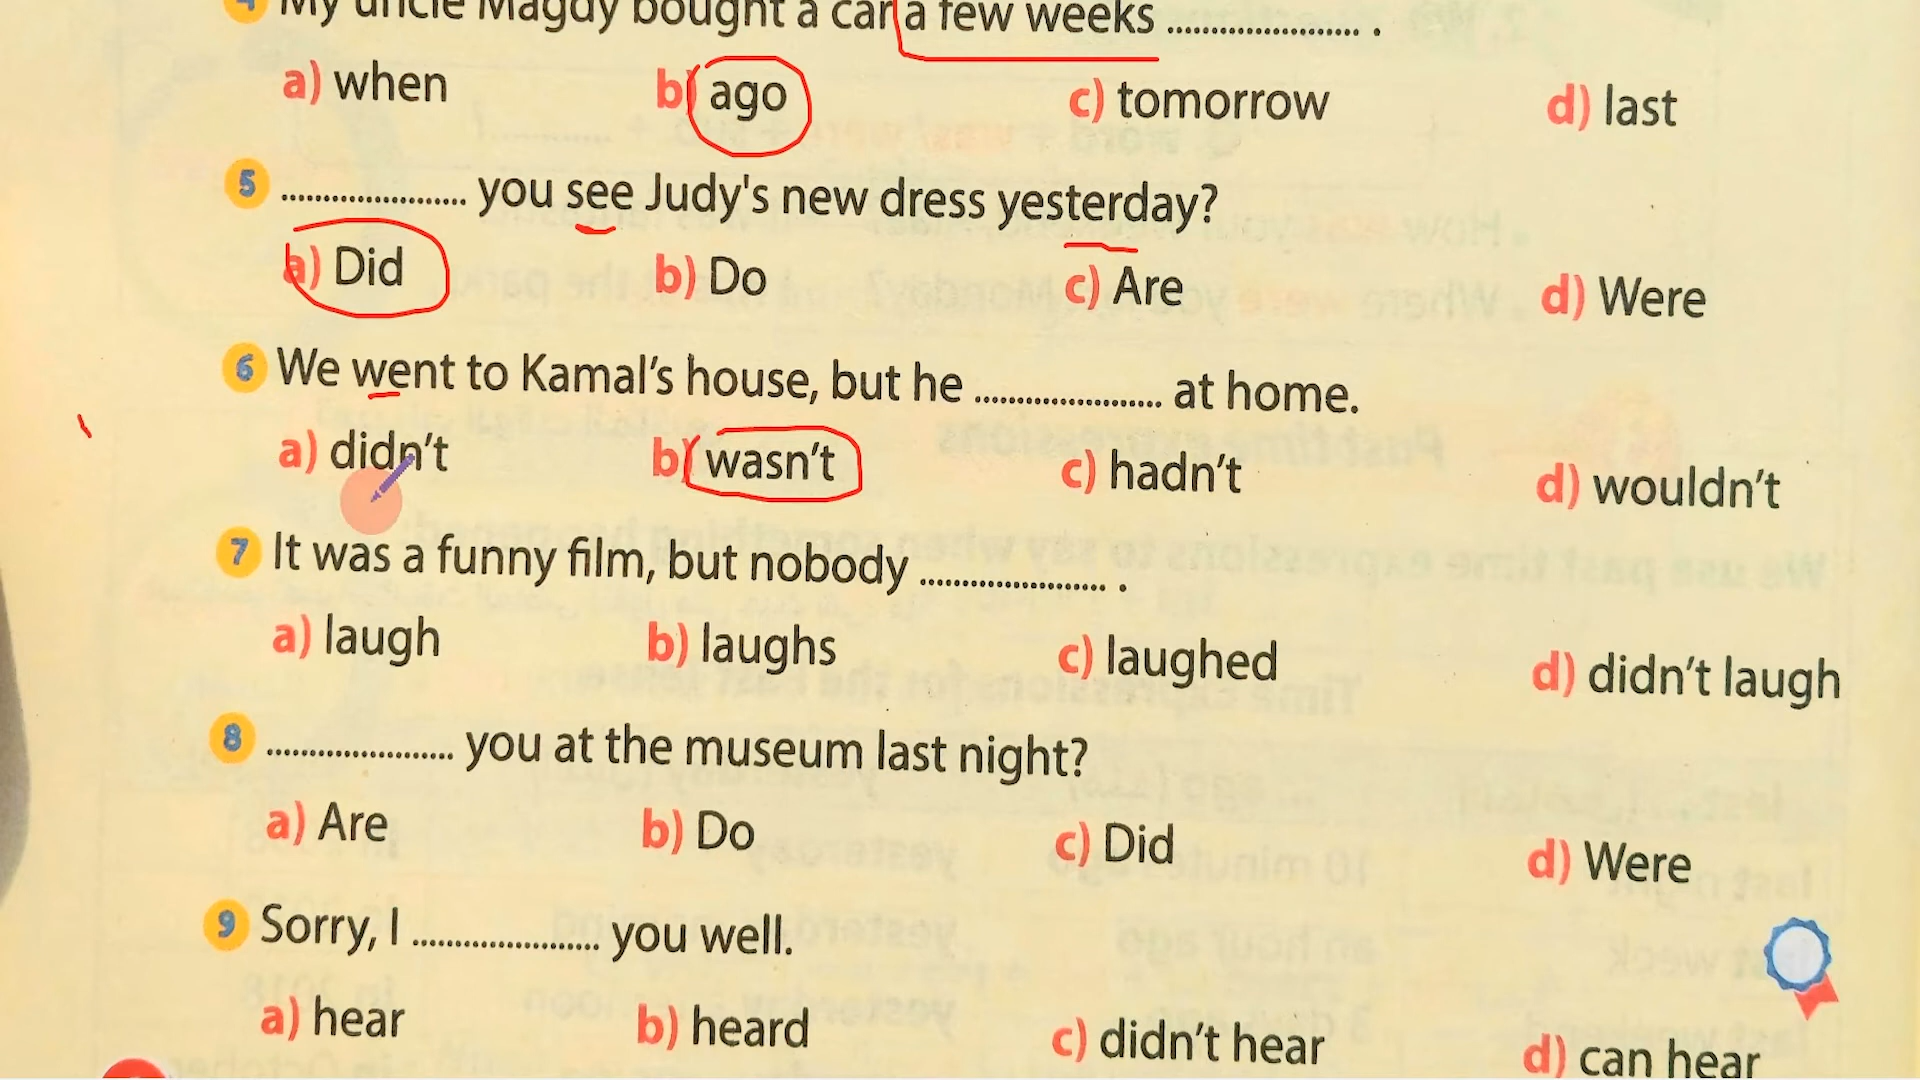 4 My uncle Magdy bought a car a few weeks ...................... .
a) when b) ago c) tomorrow d) last
5 ...................... you see Judy's new dress yesterday?
a) Did b) Do c) Are d) Were
6 We went to Kamal's house, but he ...................... at home.
a) didn't b) wasn't c) hadn't d) wouldn't
7 It was a funny film, but nobody ...................... .
a) laugh b) laughs c) laughed d) didn't laugh
8 ...................... you at the museum last night?
a) Are b) Do c) Did d) Were
9 Sorry, I ...................... you well.
a) hear b) heard c) didn't hear d) can hear